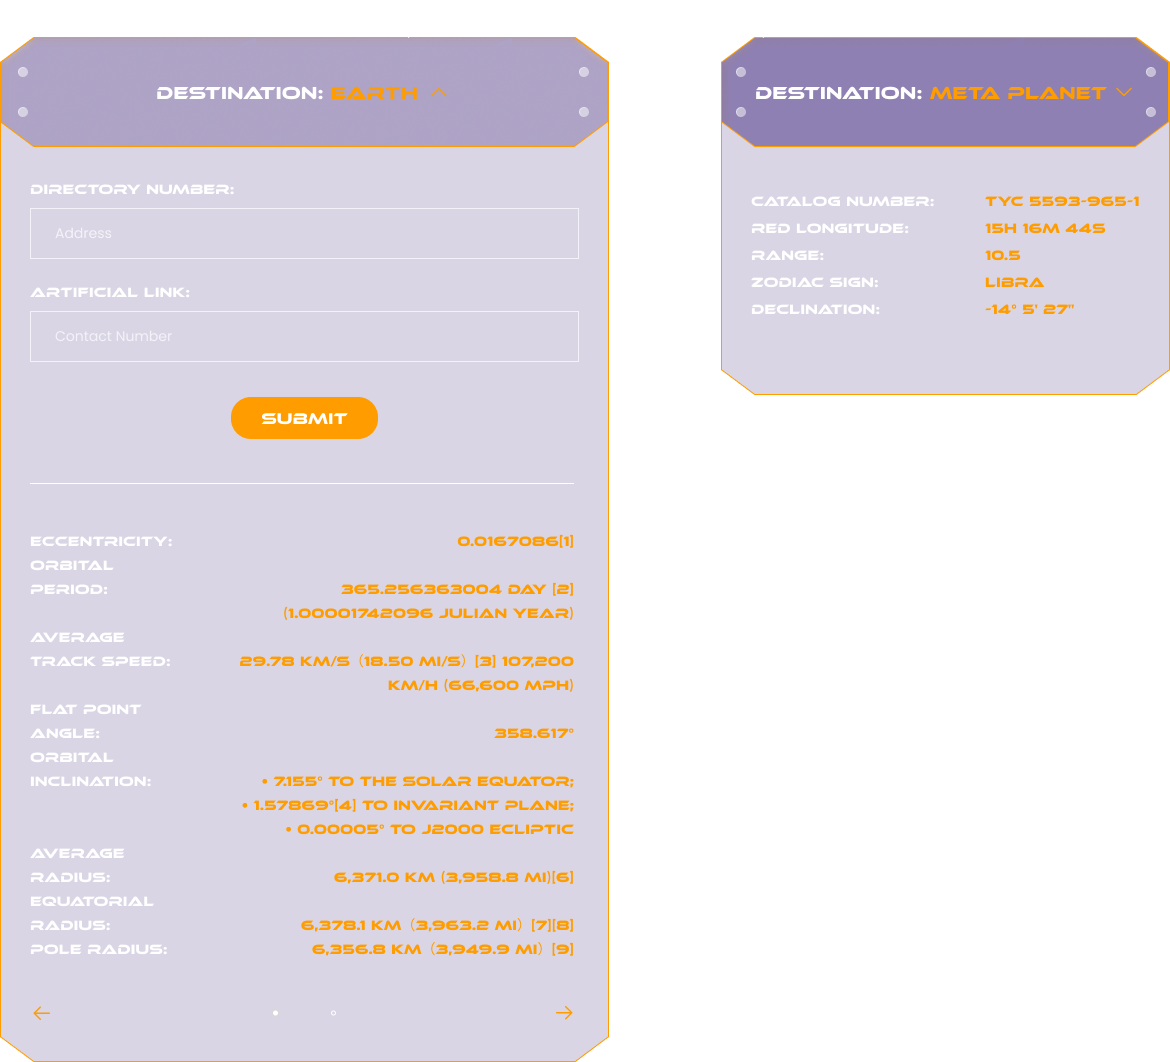 DESTINATION: EARTH
DIRECTORY NUMBER:
Address
ARTIFICIAL LINK:
Contact Number
SUBMIT
ECCENTRICITY: 0.0167086[1]
ORBITAL
PERIOD: 365.256363004 DAY [2]
(1.00001742096 JULIAN YEAR)
AVERAGE
TRACK SPEED: 29.78 KM/S（18.50 MI/S）[3] 107,200
KM/H (66,600 MPH)
FLAT POINT
ANGLE: 358.617°
ORBITAL
INCLINATION: • 7.155° TO THE SOLAR EQUATOR;
• 1.57869°[4] TO INVARIANT PLANE;
• 0.00005° TO J2000 ECLIPTIC
AVERAGE
RADIUS: 6,371.0 KM (3,958.8 MI)[6]
EQUATORIAL
RADIUS: 6,378.1 KM（3,963.2 MI）[7][8]
POLE RADIUS: 6,356.8 KM（3,949.9 MI）[9]
DESTINATION: META PLANET
CATALOG NUMBER: TYC 5593-965-1
RED LONGITUDE: 15H 16M 44S
RANGE: 10.5
ZODIAC SIGN: LIBRA
DECLINATION: -14° 5' 27"